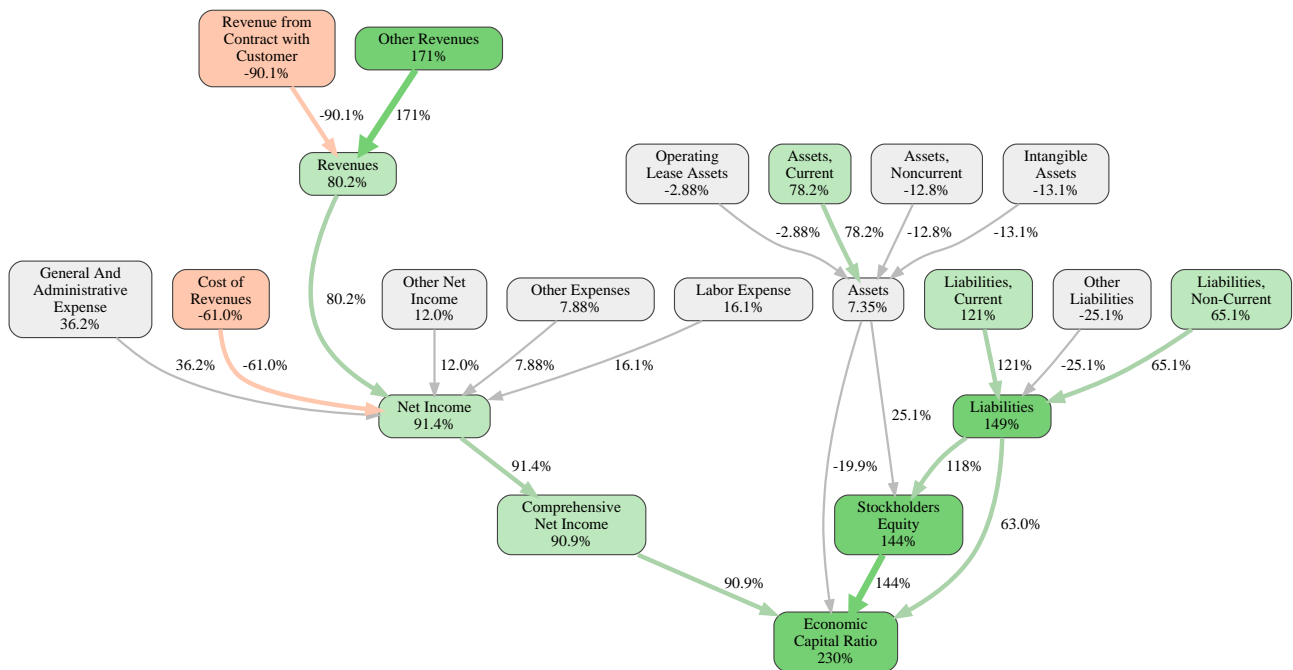 Revenue from
Contract with
Customer
-90.1%
Other Revenues
171%
-90.1%
171%
Revenues
80.2%
Operating
Lease Assets
-2.88%
Assets,
Current
78.2%
Assets,
Noncurrent
-12.8%
Intangible
Assets
-13.1%
-2.88%
78.2%
-12.8%
-13.1%
General And
Administrative
Expense
36.2%
Cost of
Revenues
-61.0%
80.2%
Other Net
Income
12.0%
Other Expenses
7.88%
Labor Expense
16.1%
Assets
7.35%
Liabilities,
Current
121%
Other
Liabilities
-25.1%
Liabilities,
Non-Current
65.1%
36.2%
-61.0%
12.0%
7.88%
16.1%
121%
-25.1%
65.1%
Net Income
91.4%
25.1%
Liabilities
149%
91.4%
-19.9%
118%
Comprehensive
Net Income
90.9%
Stockholders
Equity
144%
63.0%
90.9%
144%
Economic
Capital Ratio
230%